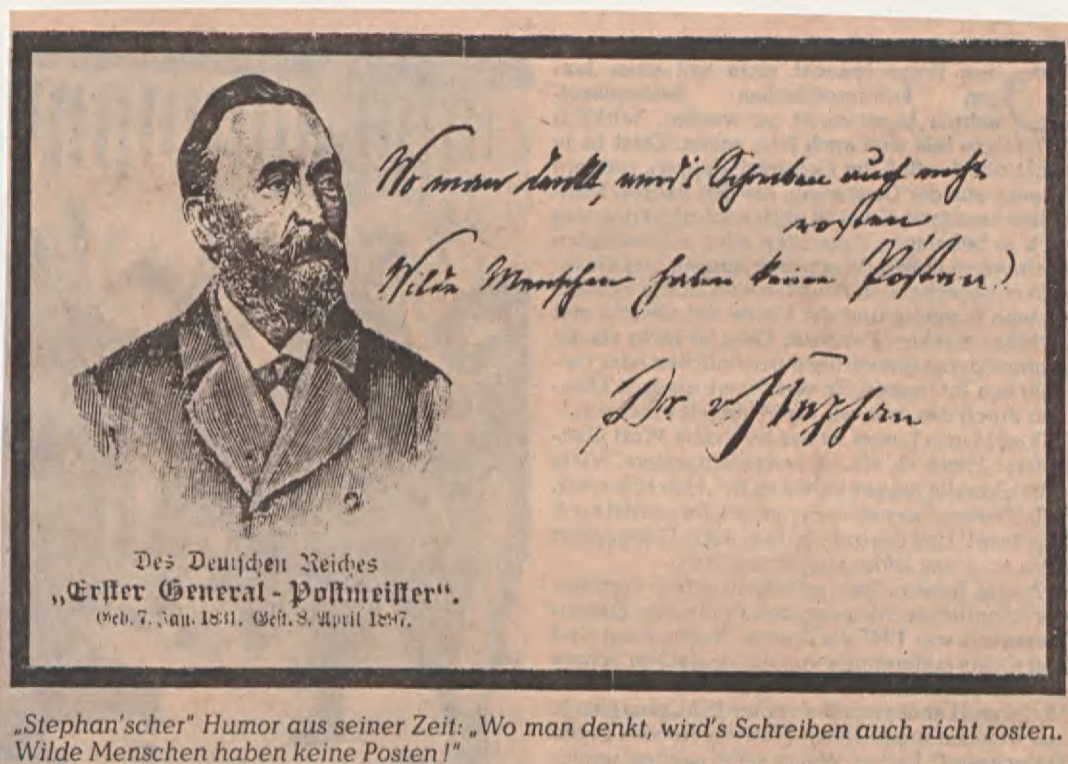 Wo man denkt, wird's Schreiben auch nicht
rosten,
Wilde Menschen haben keine Posten!
Dr. v Stephan
Des Deutschen Reiches
„Erster General-Postmeister“.
Geb. 7. Jan. 1831. Gest. 8. April 1897.
„Stephan'scher" Humor aus seiner Zeit: „Wo man denkt, wird's Schreiben auch nicht rosten.
Wilde Menschen haben keine Posten!"